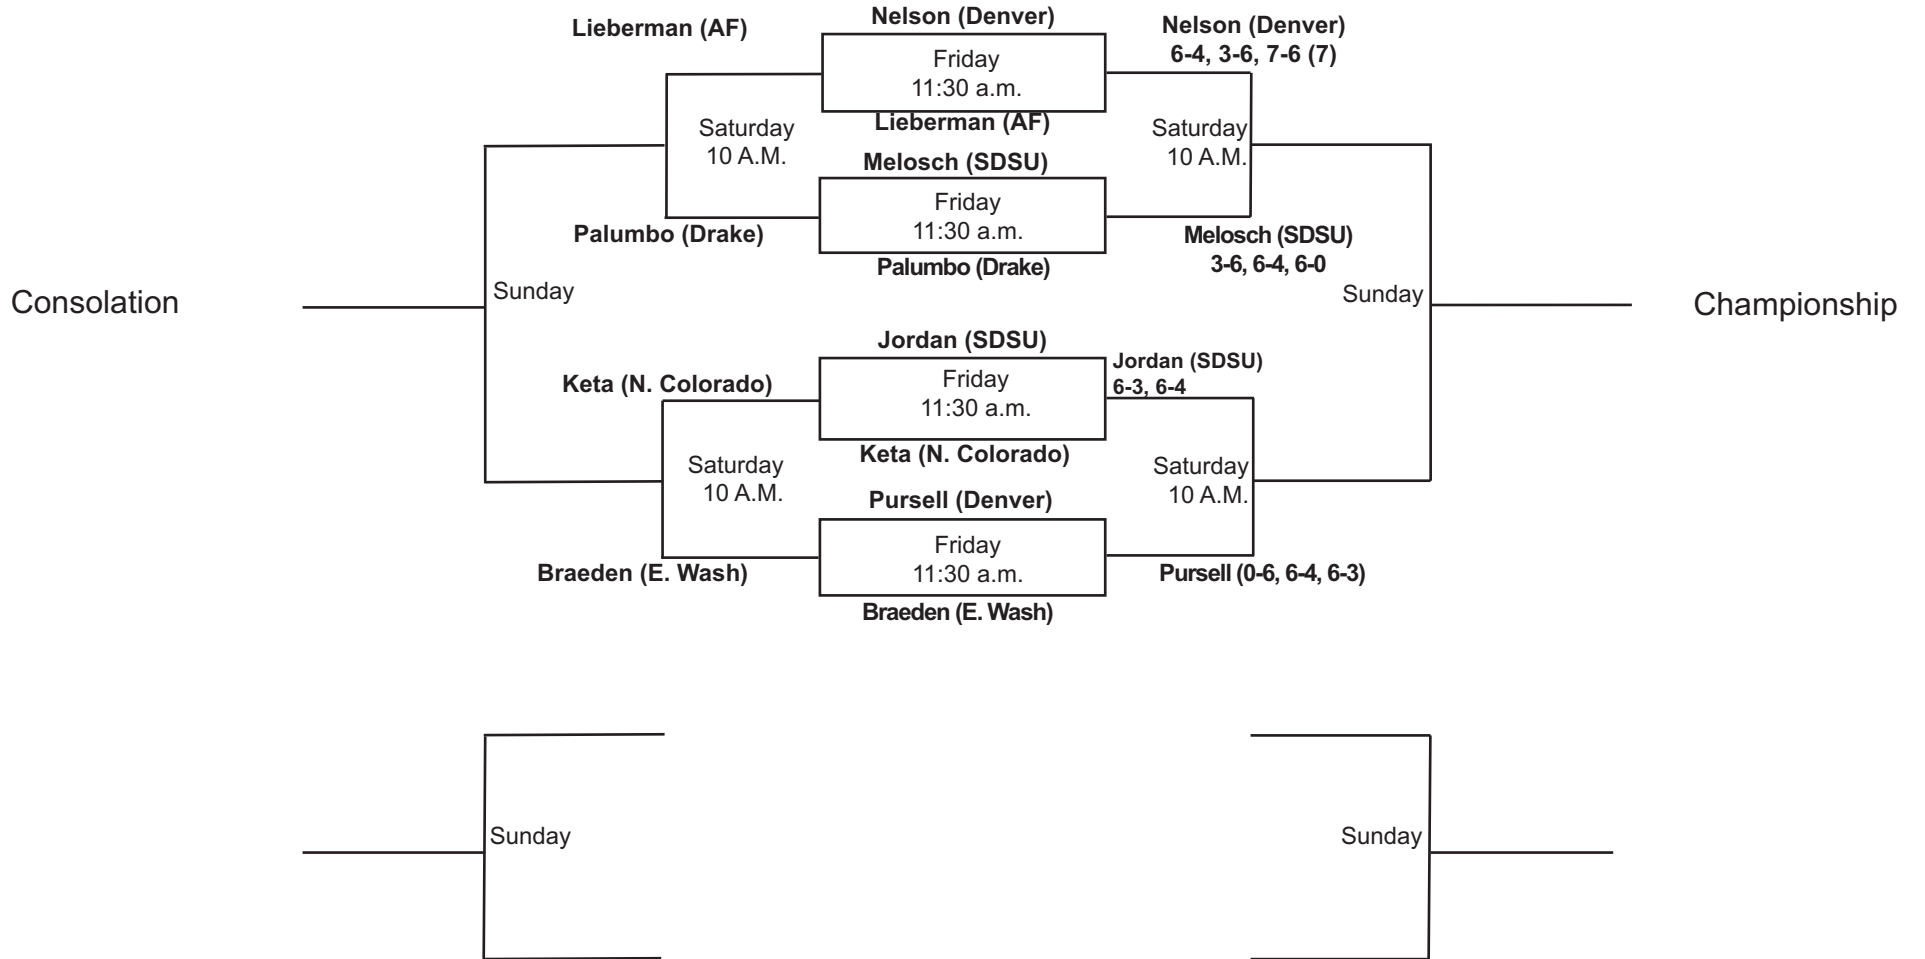 Nelson (Denver)
Lieberman (AF)
Nelson (Denver)
6-4, 3-6, 7-6 (7)
Friday
11:30 a.m.
Lieberman (AF)
Saturday
10 A.M.
Saturday
10 A.M.
Melosch (SDSU)
Friday
11:30 a.m.
Palumbo (Drake)
Melosch (SDSU)
3-6, 6-4, 6-0
Palumbo (Drake)
Consolation
Sunday
Sunday
Championship
Jordan (SDSU)
Keta (N. Colorado)
Friday
11:30 a.m.
Jordan (SDSU)
6-3, 6-4
Keta (N. Colorado)
Saturday
10 A.M.
Saturday
10 A.M.
Pursell (Denver)
Friday
11:30 a.m.
Braeden (E. Wash)
Pursell (0-6, 6-4, 6-3)
Braeden (E. Wash)
Sunday
Sunday